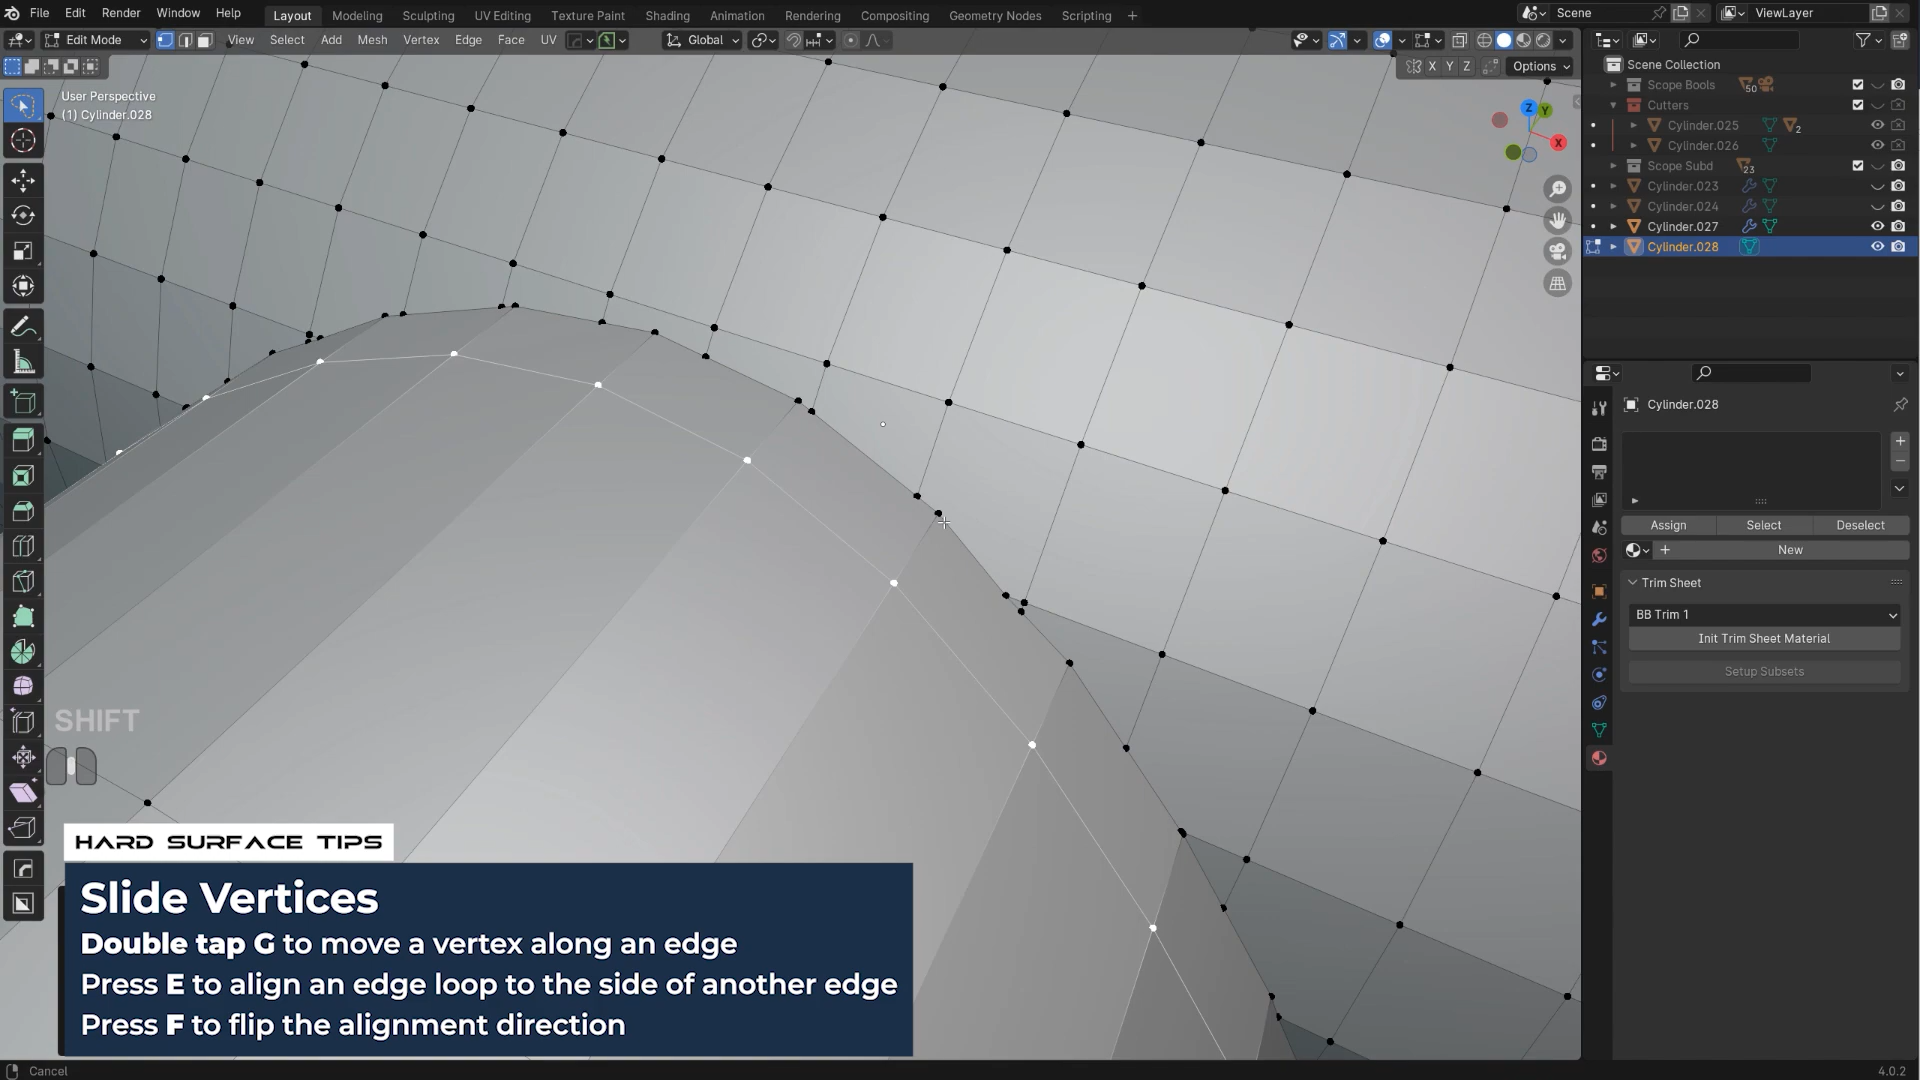 File Edit Render Window Help Layout Modeling Sculpting UV Editing Texture Paint Shading Animation Rendering Compositing Geometry Nodes Scripting + Scene ViewLayer
Edit Mode View Select Add Mesh Vertex Edge Face UV Global
X Y Z Options
User Perspective
(1) Cylinder.028
Z
Y
X
Scene Collection
Scope Bools 50
Cutters
Cylinder.025 2
Cylinder.026
Scope Subd 23
Cylinder.023
Cylinder.024
Cylinder.027
Cylinder.028
Cylinder.028
Assign Select Deselect
New
Trim Sheet
BB Trim 1
Init Trim Sheet Material
Setup Subsets
SHIFT
HARD SURFACE TIPS
Slide Vertices
Double tap G to move a vertex along an edge
Press E to align an edge loop to the side of another edge
Press F to flip the alignment direction
Cancel
4.0.2